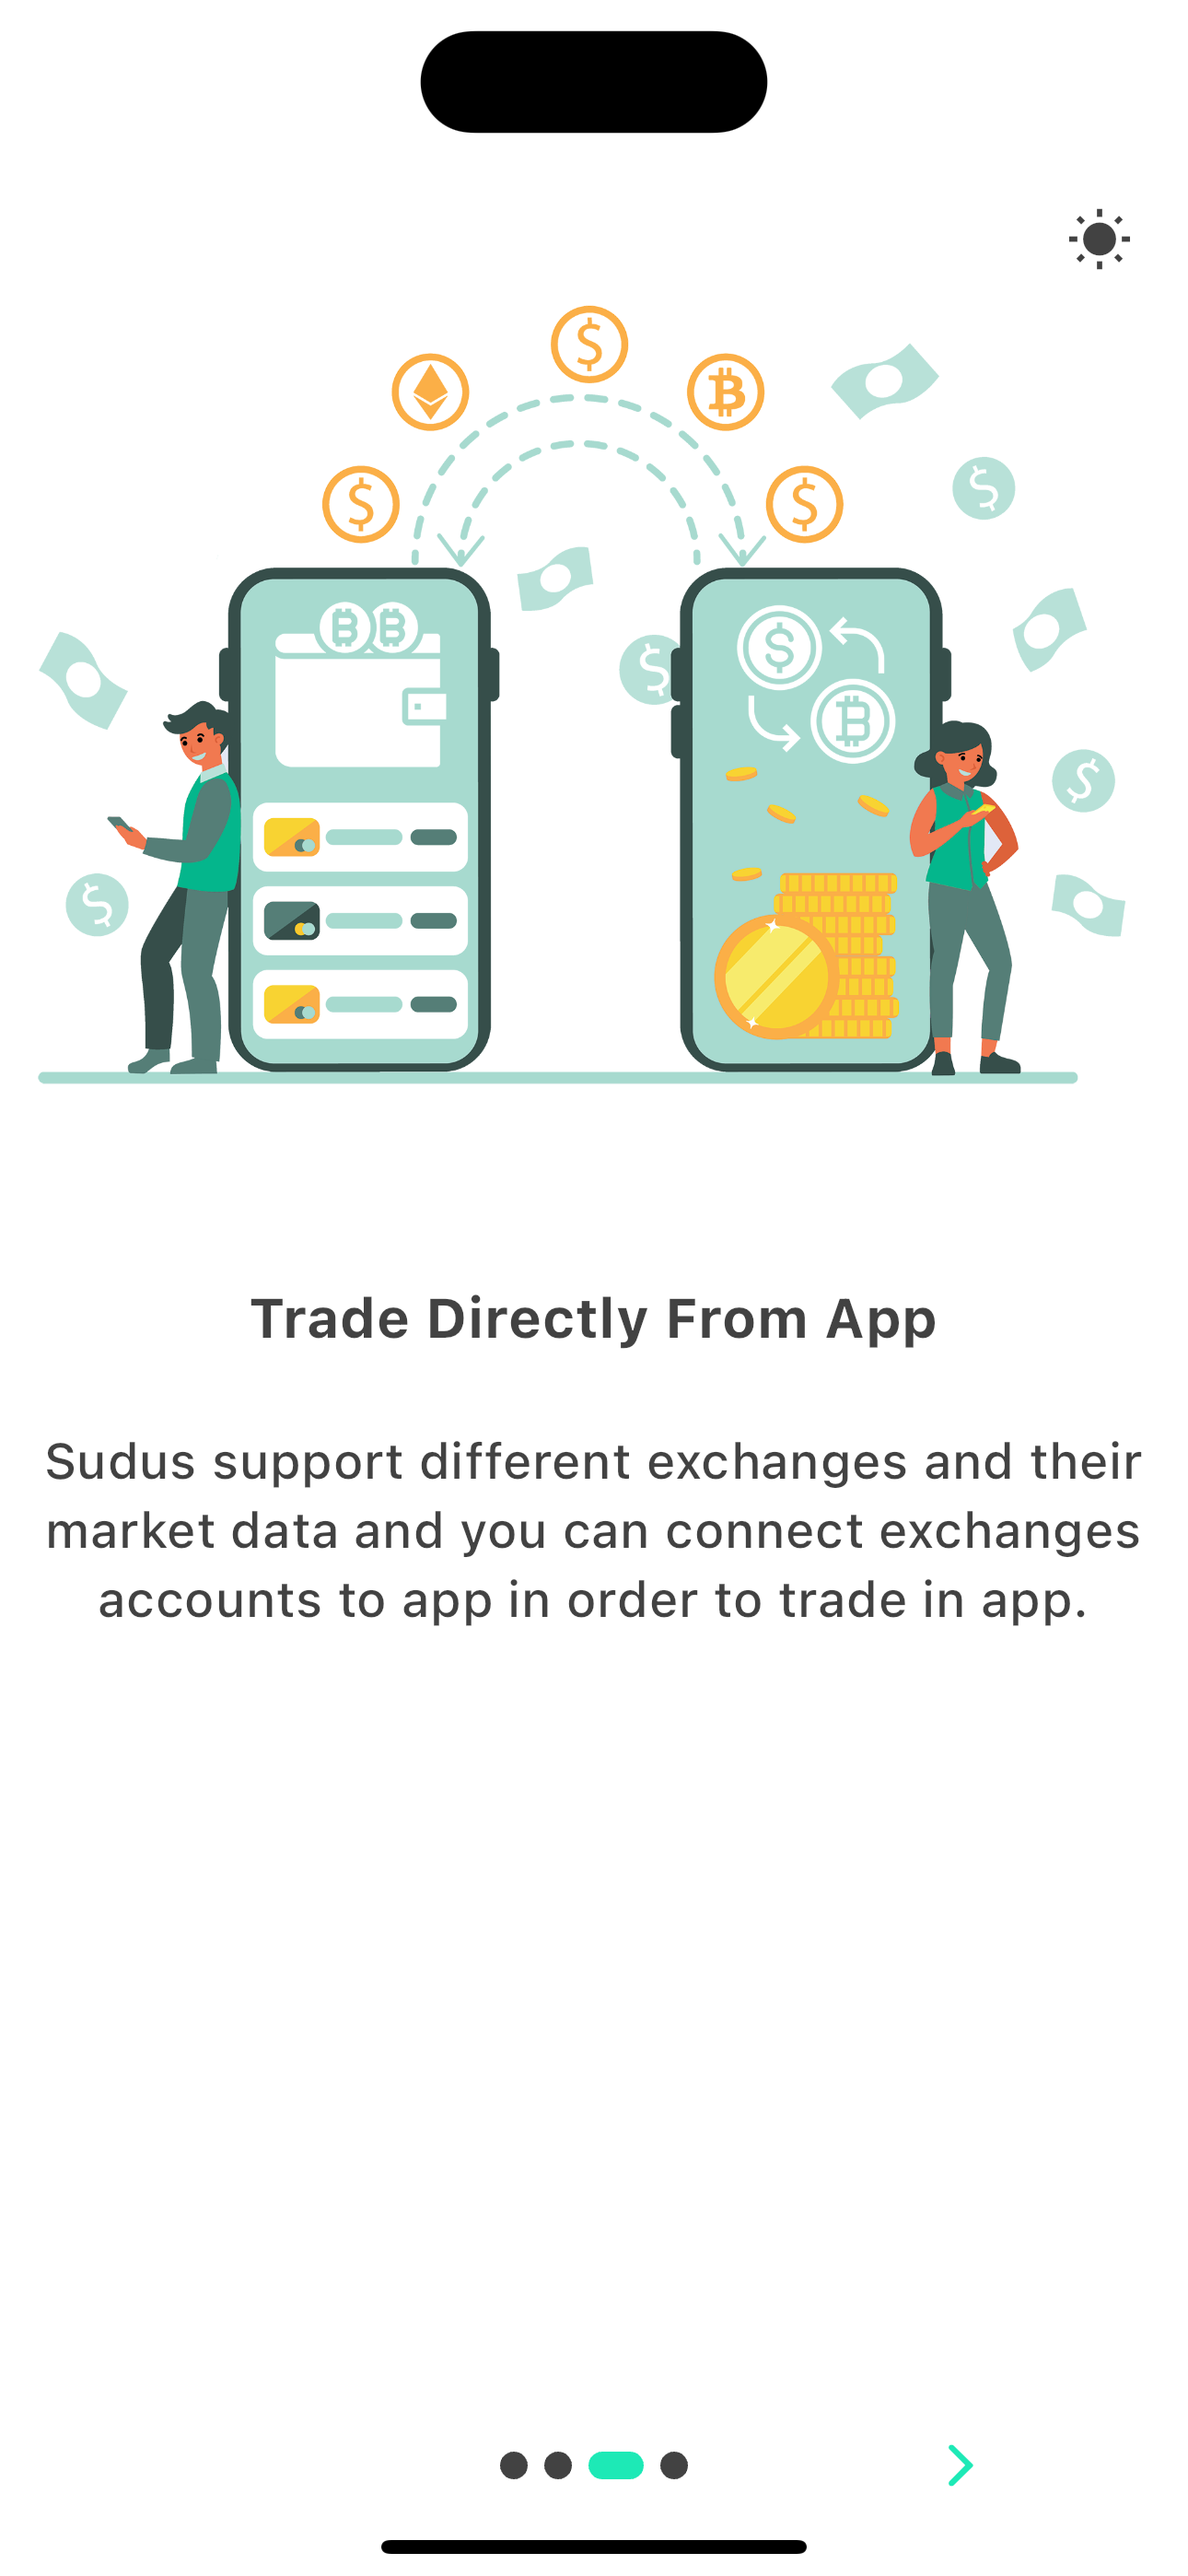 Trade Directly From App
Sudus support different exchanges and their
market data and you can connect exchanges
accounts to app in order to trade in app.